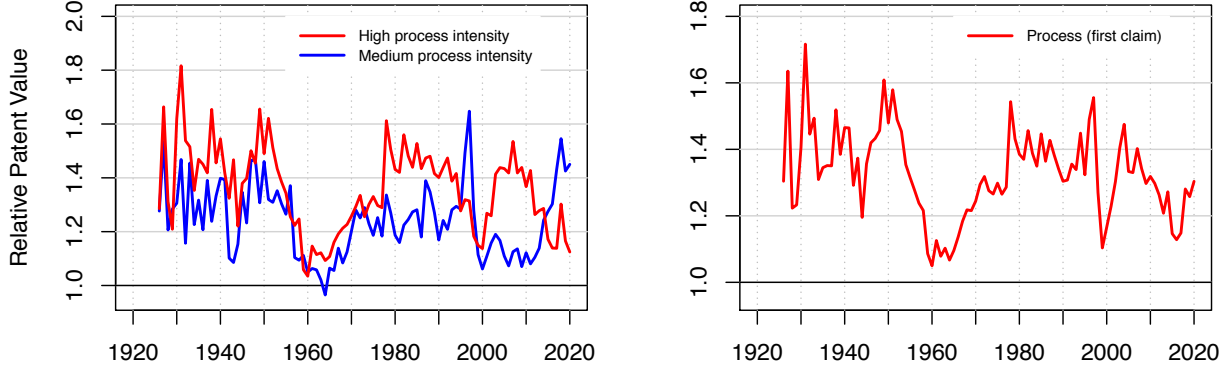 Relative Patent Value
2.0
1.8
1.6
1.4
1.2
1.0
High process intensity
Medium process intensity
1920 1940 1960 1980 2000 2020
1.8
1.6
1.4
1.2
1.0
Process (first claim)
1920 1940 1960 1980 2000 2020